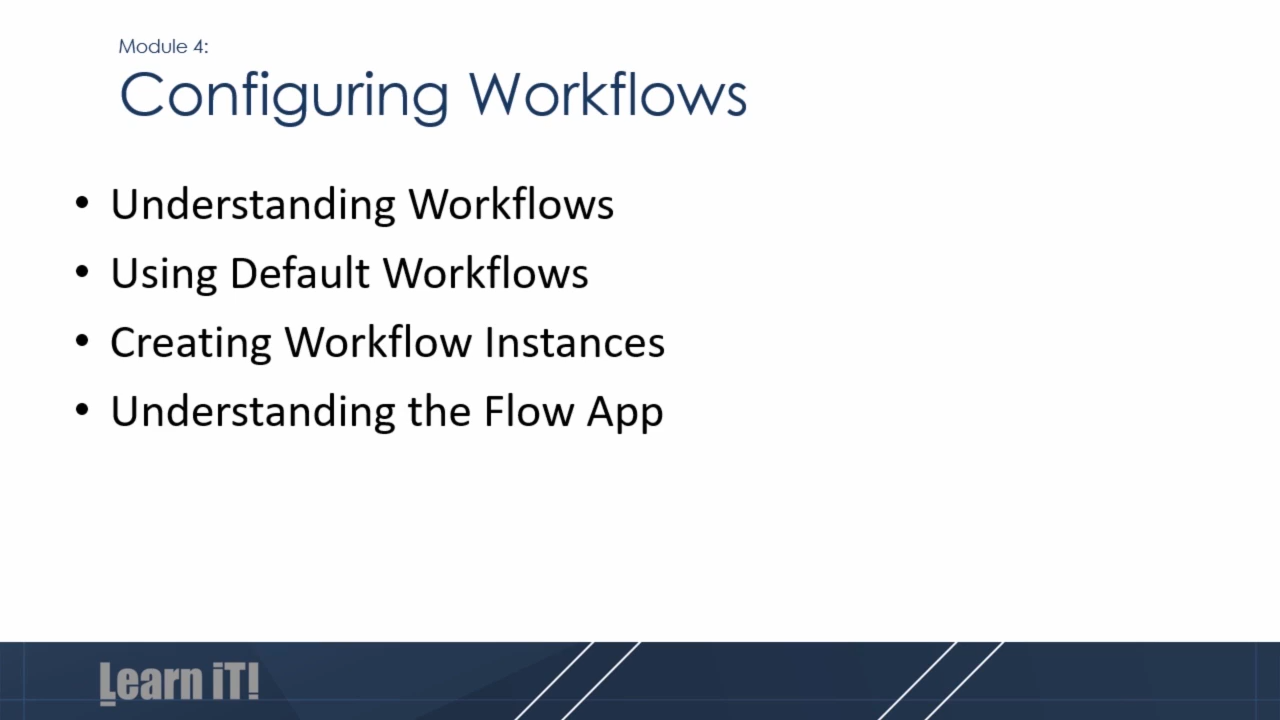 Module 4:
Configuring Workflows
• Understanding Workflows
• Using Default Workflows
• Creating Workflow Instances
• Understanding the Flow App
Learn iT!